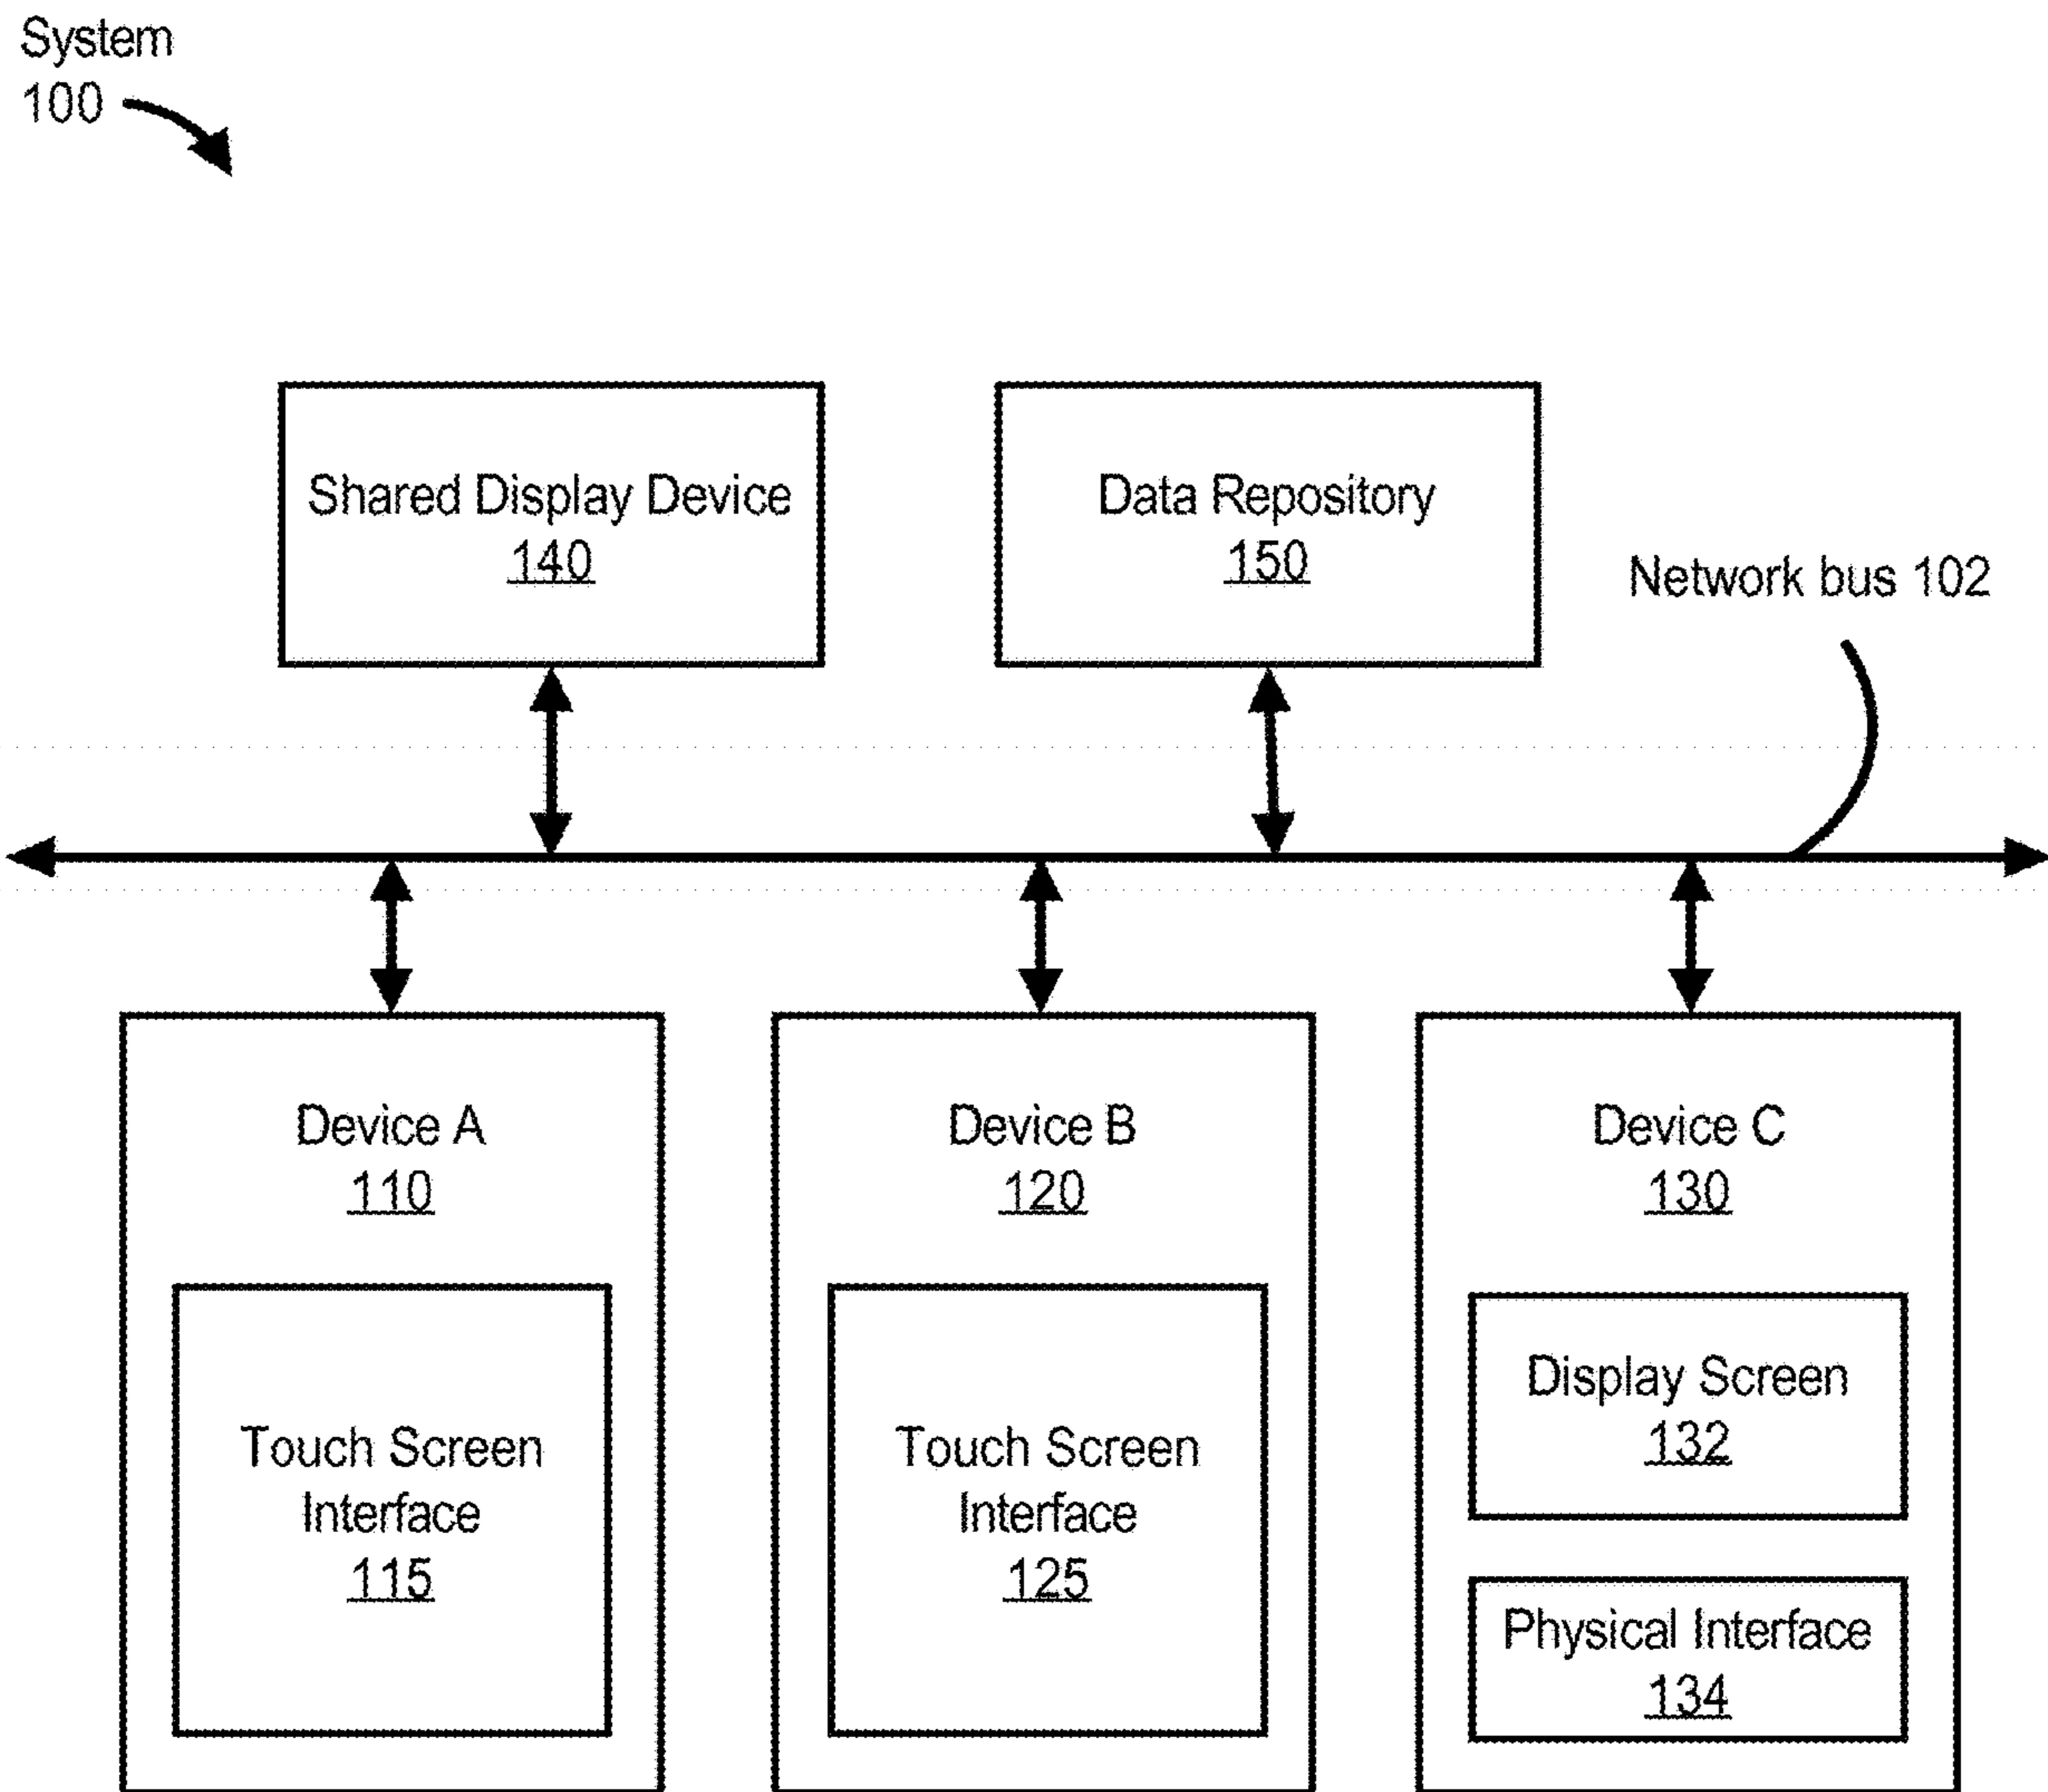 System
100
Shared Display Device
140
Data Repository
150
Network bus 102
Device A
110
Touch Screen
Interface
115
Device B
120
Touch Screen
Interface
125
Device C
130
Display Screen
132
Physical Interface
134